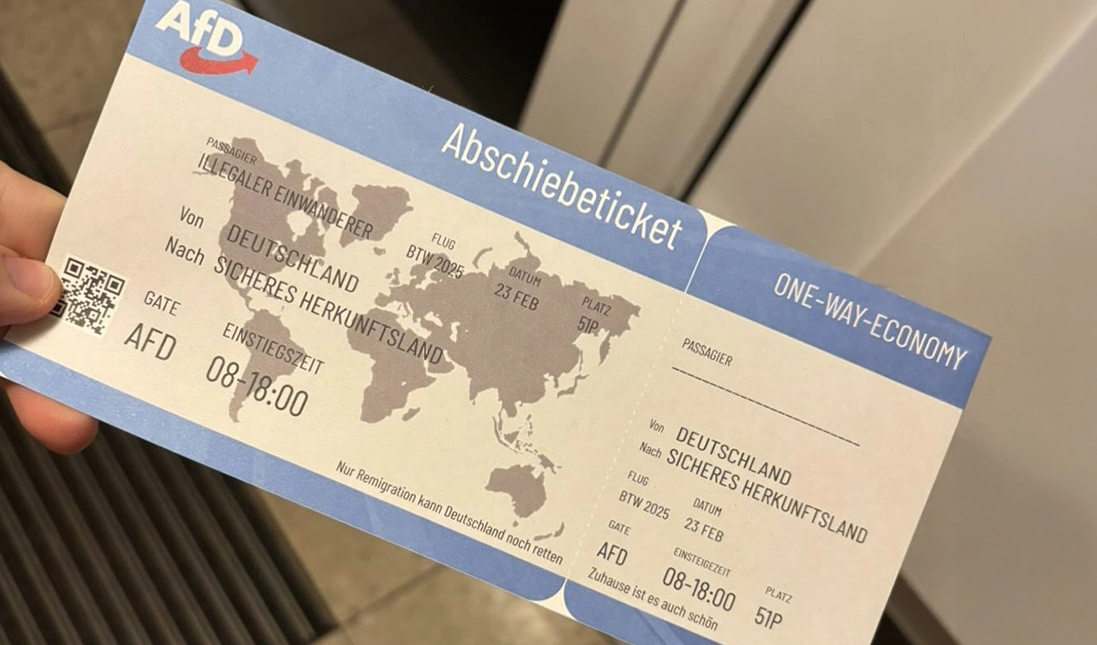 AfD
Abschiebeticket
PASSAGIER
ILLEGALER EINWANDERER
Von DEUTSCHLAND
Nach SICHERES HERKUNFTSLAND
FLUG
BTW 2025
DATUM
23 FEB
PLATZ
51P
GATE
AFD
EINSTIEGSZEIT
08-18:00
Nur Remigration kann Deutschland noch retten
ONE-WAY-ECONOMY
PASSAGIER
Von DEUTSCHLAND
Nach SICHERES HERKUNFTSLAND
FLUG
BTW 2025
DATUM
23 FEB
GATE
AFD
EINSTEIGEZEIT
08-18:00
PLATZ
51P
Zuhause ist es auch schön